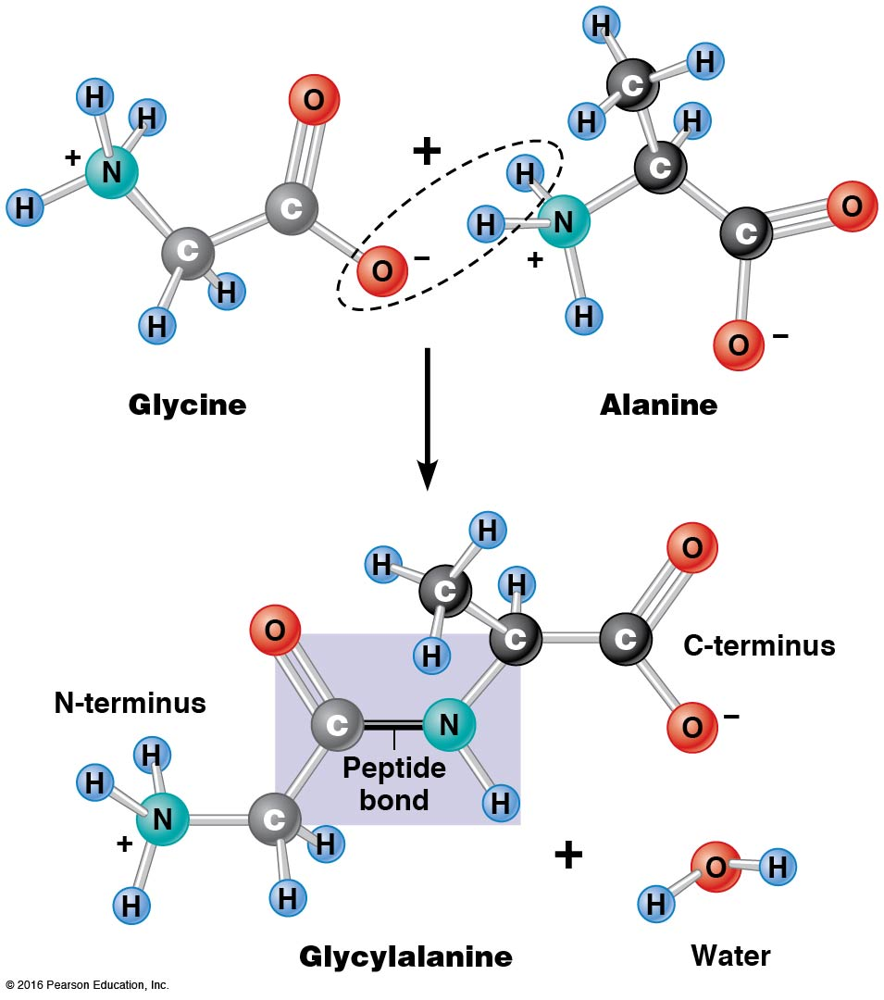 H
H
C
H
H
H
O
H
H
+
N
H
C
C
O
C
O
−
+
H
H
N
+
H
C
C
O
O
−
H
H
Glycine
Alanine
H
H
C
H
H
O
C
C
C-terminus
O
N-terminus
C
N
O
−
Peptide
bond
H
H
H
H
N
C
+
H
H
H
+
O
H
H
Glycylalanine
Water
© 2016 Pearson Education, Inc.